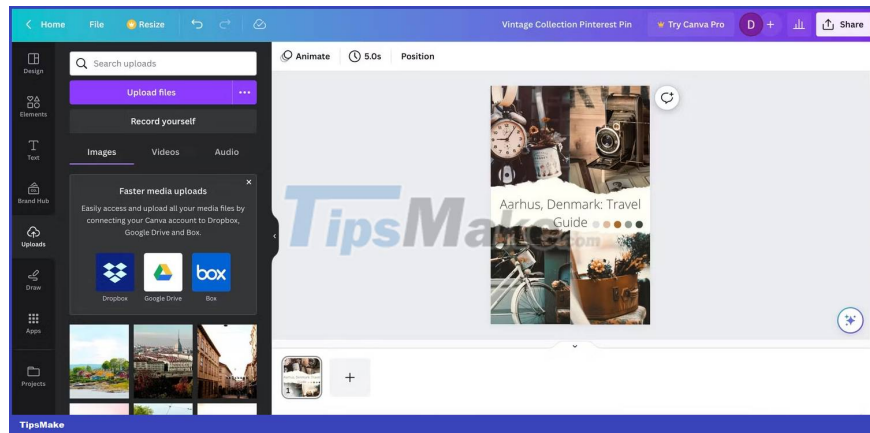 Home File Resize Vintage Collection Pinterest Pin Try Canva Pro D + Share
Design
Elements
Text
Brand Hub
Uploads
Draw
Apps
Projects
Search uploads
Upload files
Record yourself
Images Videos Audio
Faster media uploads
Easily access and upload all your media files by
connecting your Canva account to Dropbox,
Google Drive and Box.
box
Dropbox Google Drive Box
Animate 5.0s Position
Aarhus, Denmark: Travel
Guide
TipsMake
.com
1
TipsMake